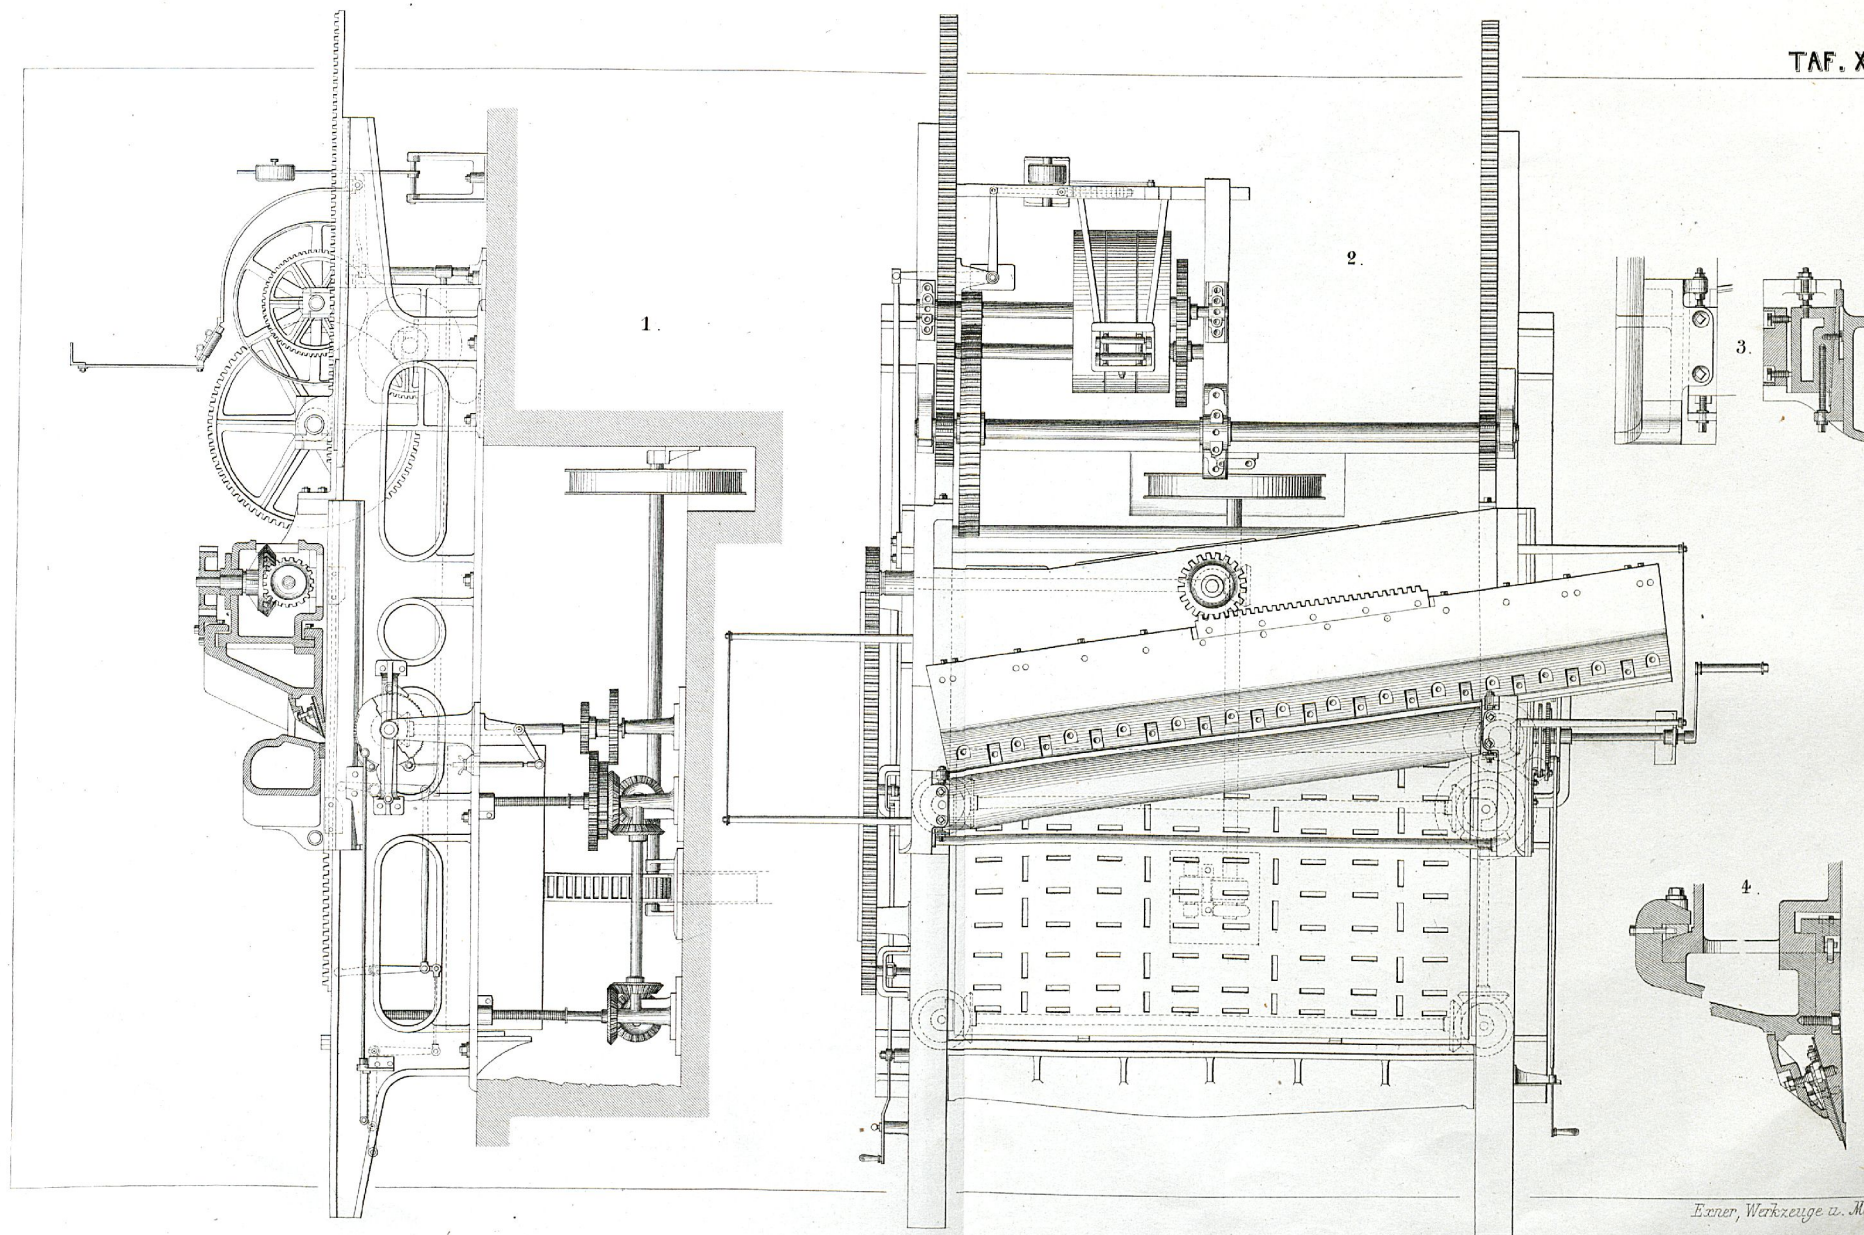 TAF. X
1.
2.
3.
4.
Exner, Werkzeuge u. M